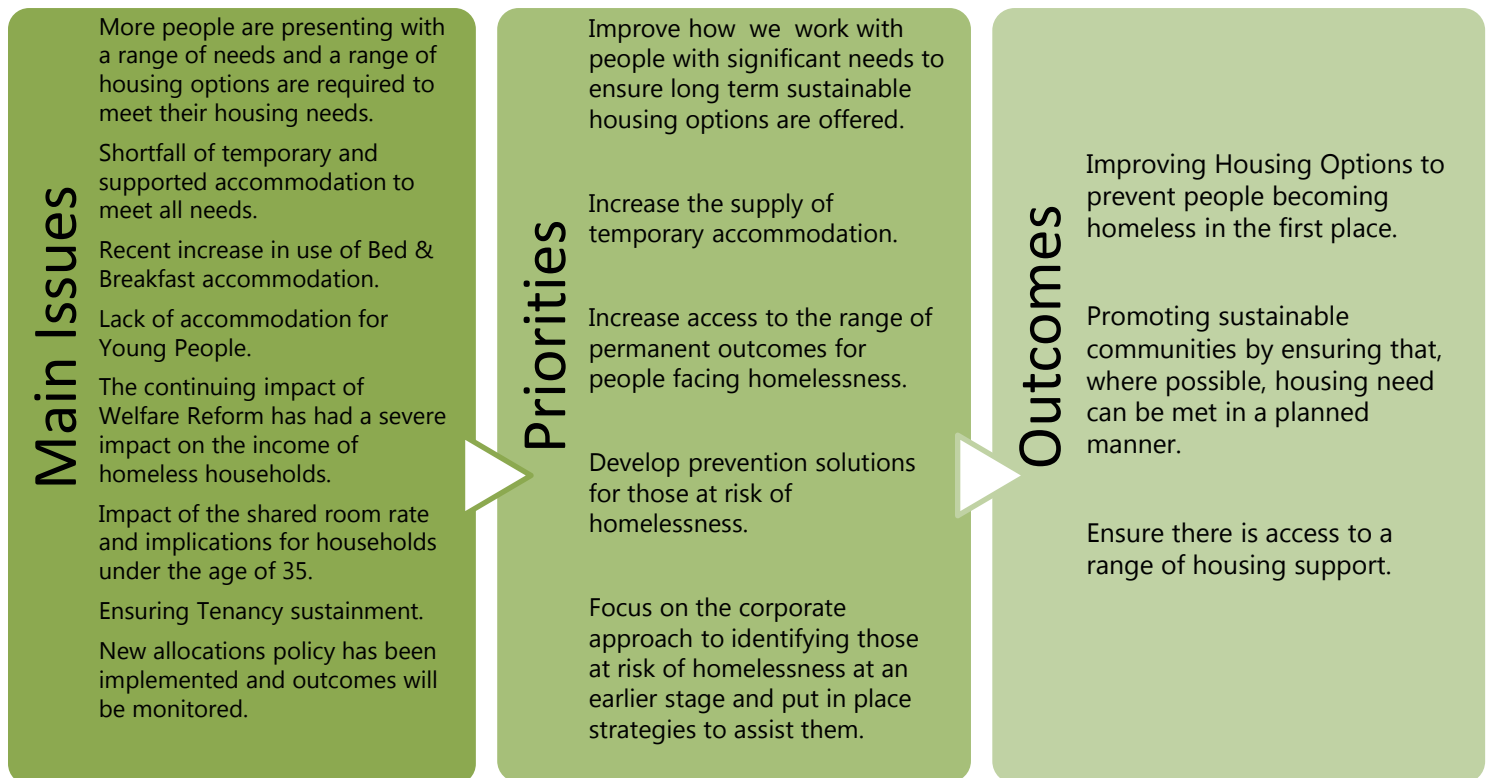 Main Issues
More people are presenting with
a range of needs and a range of
housing options are required to
meet their housing needs.
Shortfall of temporary and
supported accommodation to
meet all needs.
Recent increase in use of Bed &
Breakfast accommodation.
Lack of accommodation for
Young People.
The continuing impact of
Welfare Reform has had a severe
impact on the income of
homeless households.
Impact of the shared room rate
and implications for households
under the age of 35.
Ensuring Tenancy sustainment.
New allocations policy has been
implemented and outcomes will
be monitored.
Priorities
Improve how we work with
people with significant needs to
ensure long term sustainable
housing options are offered.
Increase the supply of
temporary accommodation.
Increase access to the range of
permanent outcomes for
people facing homelessness.
Develop prevention solutions
for those at risk of
homelessness.
Focus on the corporate
approach to identifying those
at risk of homelessness at an
earlier stage and put in place
strategies to assist them.
Outcomes
Improving Housing Options to
prevent people becoming
homeless in the first place.
Promoting sustainable
communities by ensuring that,
where possible, housing need
can be met in a planned
manner.
Ensure there is access to a
range of housing support.